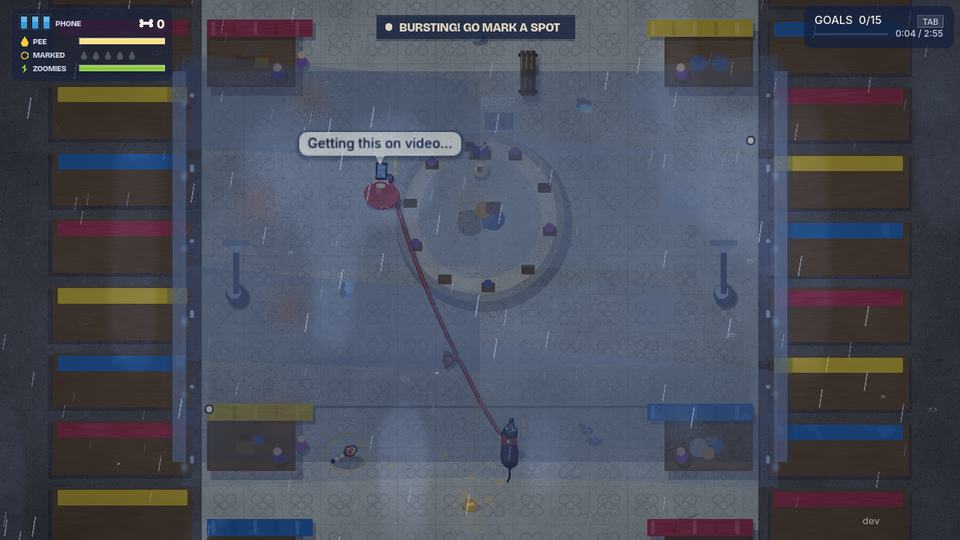 PHONE
0
PEE
MARKED
ZOOMIES
BURSTING! GO MARK A SPOT
GOALS 0/15
TAB
0:04 / 2:55
DROP
Getting this on video...
dev